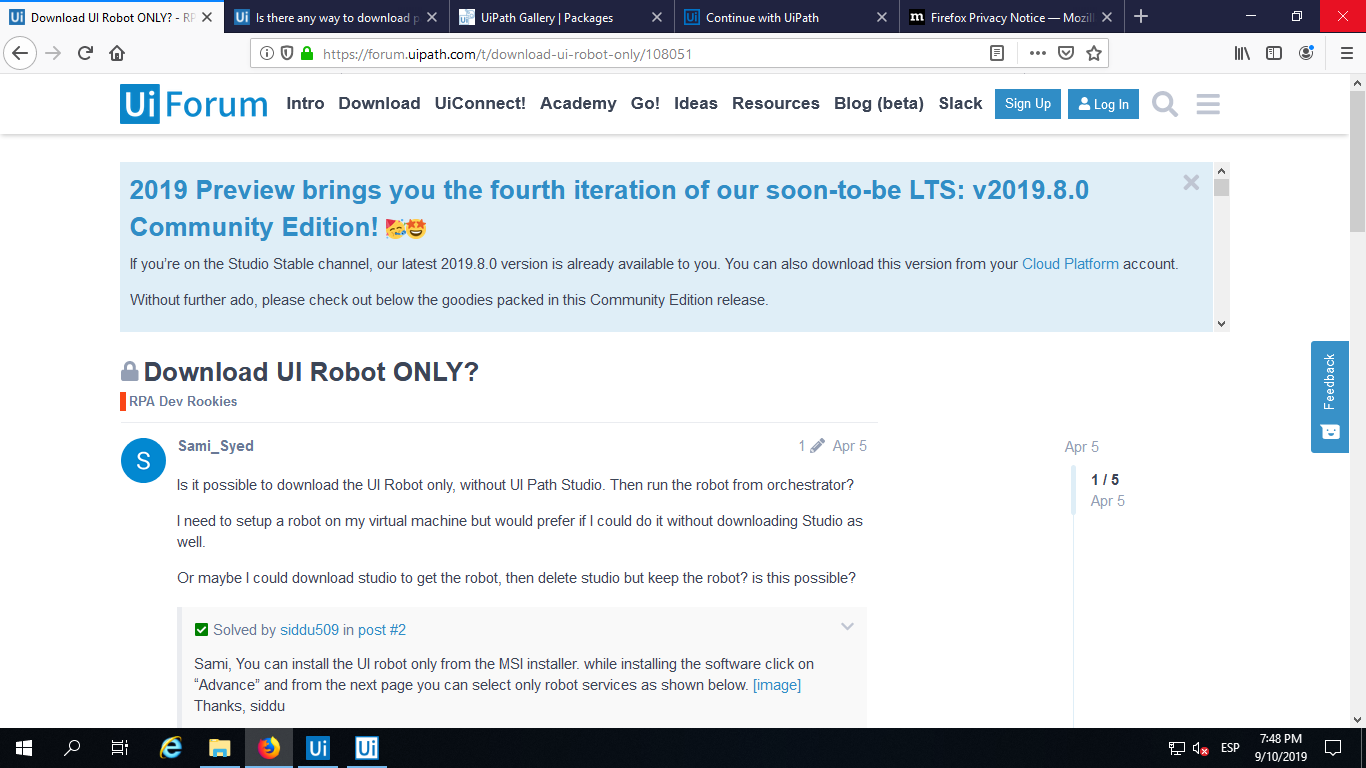 Download UI Robot ONLY? - RP
Is there any way to download p
UiPath Gallery | Packages
Continue with UiPath
Firefox Privacy Notice — Mozil
https://forum.uipath.com/t/download-ui-robot-only/108051
Ui Forum
Intro Download UiConnect! Academy Go! Ideas Resources Blog (beta) Slack
Sign Up
Log In
2019 Preview brings you the fourth iteration of our soon-to-be LTS: v2019.8.0
Community Edition! 🥳🤩
If you’re on the Studio Stable channel, our latest 2019.8.0 version is already available to you. You can also download this version from your Cloud Platform account.
Without further ado, please check out below the goodies packed in this Community Edition release.
Download UI Robot ONLY?
RPA Dev Rookies
S
Sami_Syed
1 Apr 5
Is it possible to download the UI Robot only, without UI Path Studio. Then run the robot from orchestrator?
I need to setup a robot on my virtual machine but would prefer if I could do it without downloading Studio as
well.
Or maybe I could download studio to get the robot, then delete studio but keep the robot? is this possible?
Solved by siddu509 in post #2
Sami, You can install the UI robot only from the MSI installer. while installing the software click on
“Advance” and from the next page you can select only robot services as shown below. [image]
Thanks, siddu
Apr 5
1 / 5
Apr 5
Feedback
Ui
Ui
ESP
7:48 PM
9/10/2019